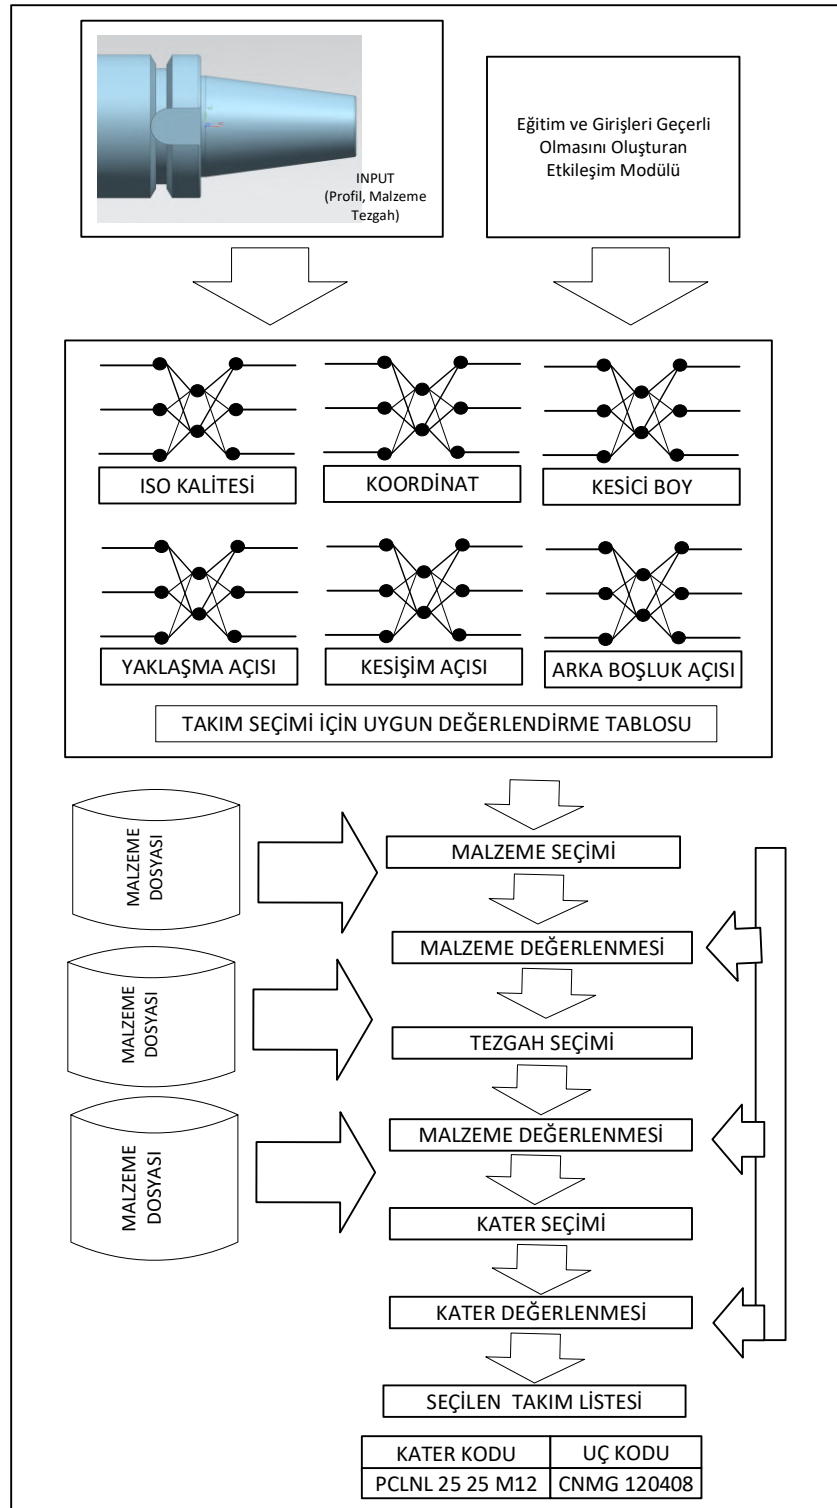 INPUT
(Profil, Malzeme
Tezgah)
Eğitim ve Girişleri Geçerli
Olmasını Oluşturan
Etkileşim Modülü
ISO KALİTESİ
KOORDİNAT
KESİCİ BOY
YAKLAŞMA AÇISI
KESİŞİM AÇISI
ARKA BOŞLUK AÇISI
TAKIM SEÇİMİ İÇİN UYGUN DEĞERLENDİRME TABLOSU
MALZEME
DOSYASI
MALZEME SEÇİMİ
MALZEME DEĞERLENMESİ
MALZEME
DOSYASI
TEZGAH SEÇİMİ
MALZEME DEĞERLENMESİ
MALZEME
DOSYASI
KATER SEÇİMİ
KATER DEĞERLENMESİ
SEÇİLEN TAKIM LİSTESİ
KATER KODU
UÇ KODU
PCLNL 25 25 M12
CNMG 120408